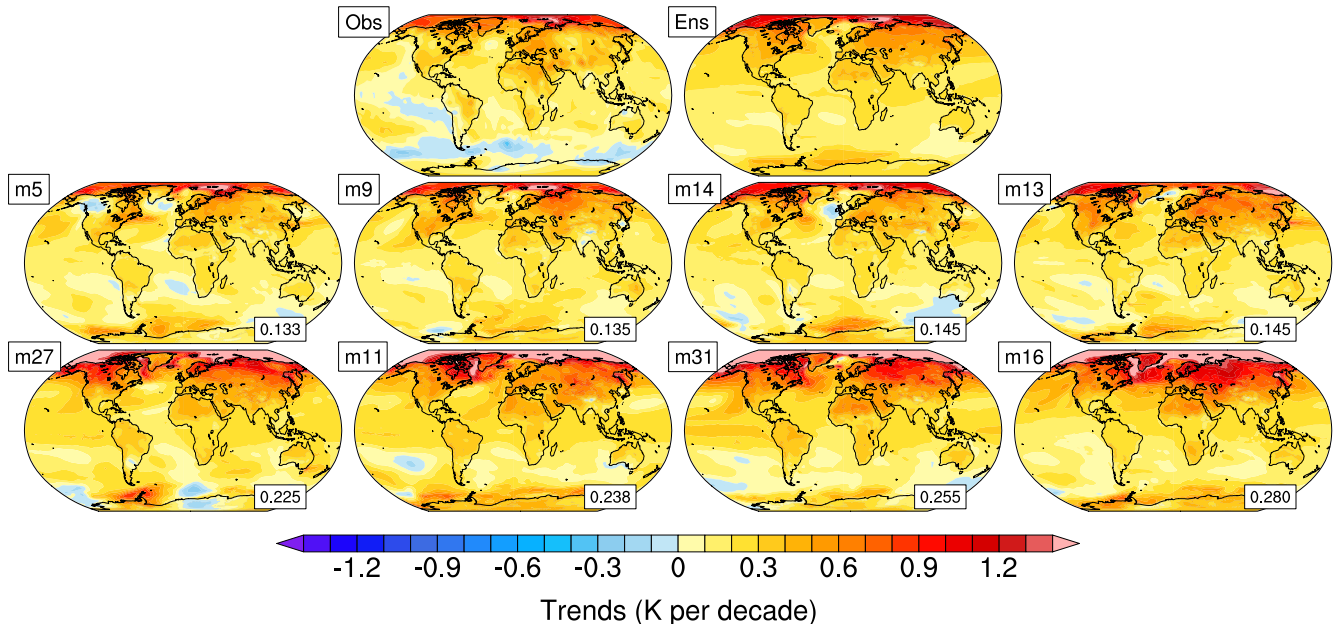 Obs
Ens
m5
m9
m14
m13
0.133
0.135
0.145
0.145
m27
m11
m31
m16
0.225
0.238
0.255
0.280
-1.2 -0.9 -0.6 -0.3 0 0.3 0.6 0.9 1.2
Trends (K per decade)